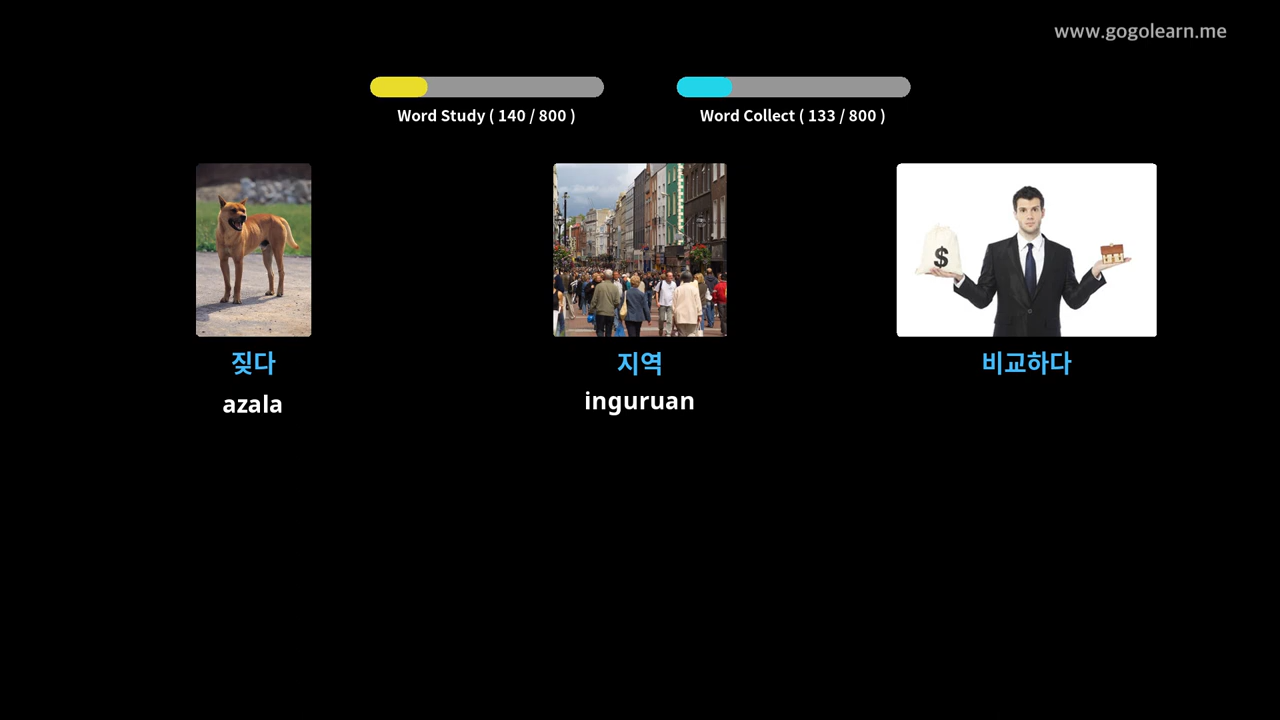 www.gogolearn.me
Word Study ( 140 / 800 )
Word Collect ( 133 / 800 )
짖다
지역
비교하다
azala
inguruan
$